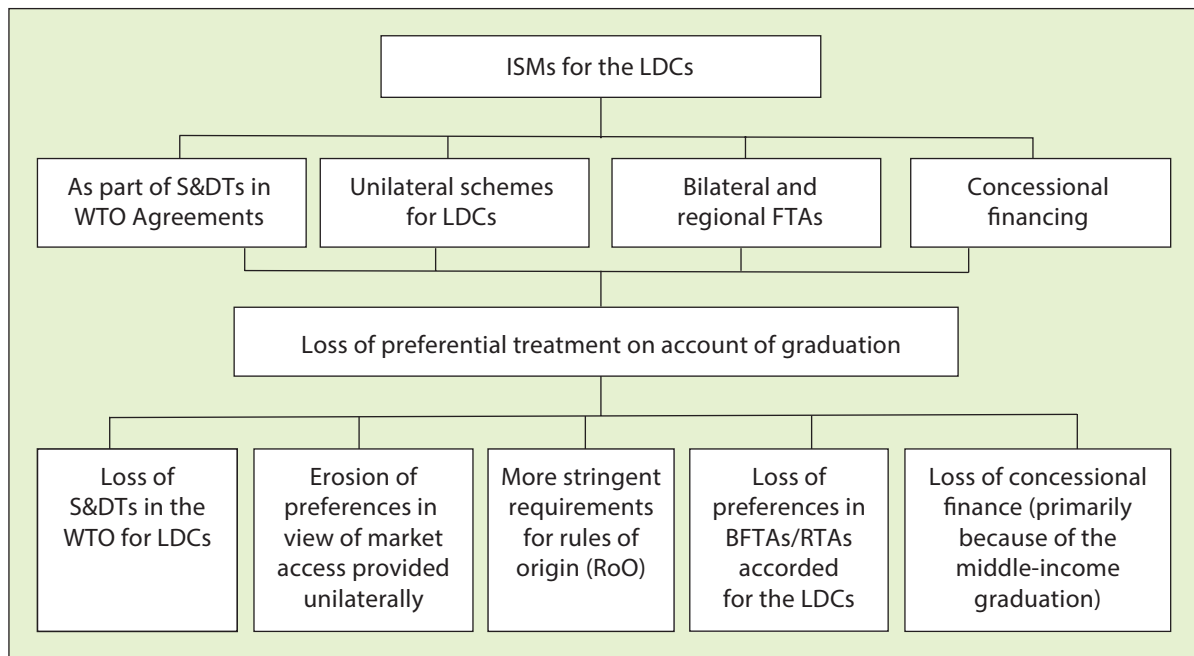 ISMs for the LDCs
As part of S&DTs in
WTO Agreements
Unilateral schemes
for LDCs
Bilateral and
regional FTAs
Concessional
financing
Loss of preferential treatment on account of graduation
Loss of
S&DTs in the
WTO for LDCs
Erosion of
preferences in
view of market
access provided
unilaterally
More stringent
requirements
for rules of
origin (RoO)
Loss of
preferences in
BFTAs/RTAs
accorded
for the LDCs
Loss of concessional
finance (primarily
because of the
middle-income
graduation)